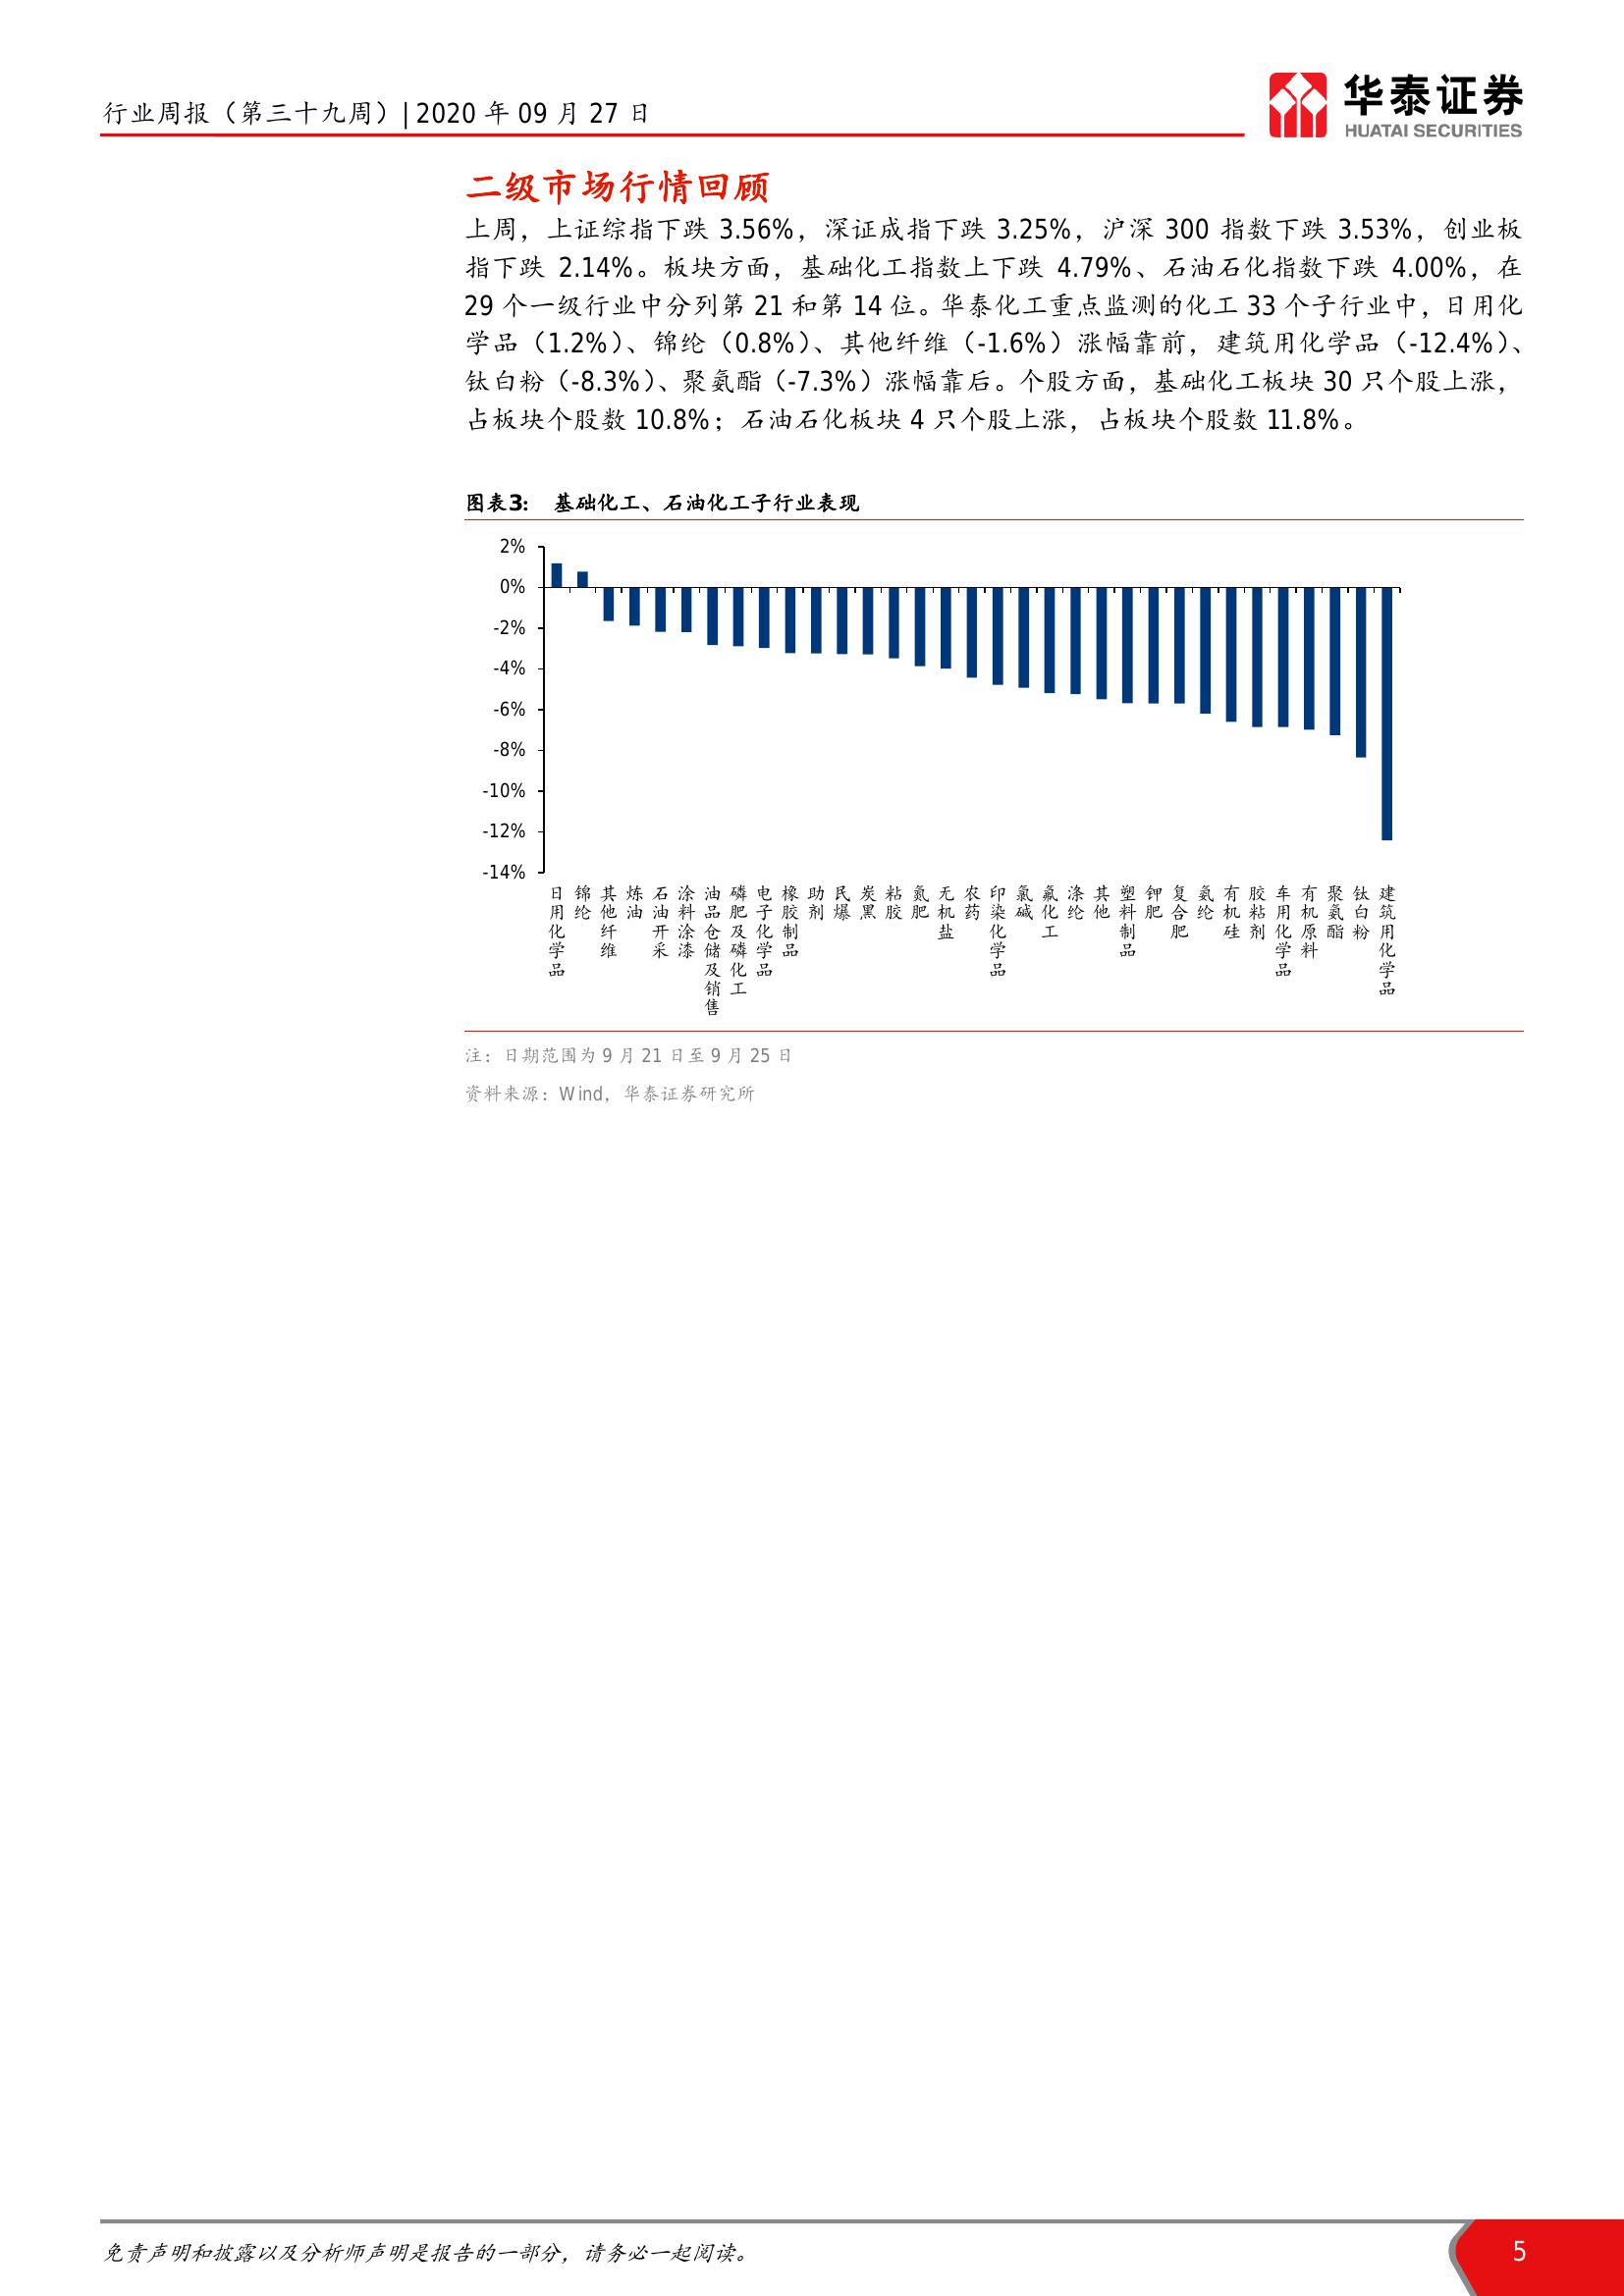 行业周报（第三十九周）| 2020 年 09 月 27 日
华泰证券
HUATAI SECURITIES
二级市场行情回顾
上周，上证综指下跌 3.56%，深证成指下跌 3.25%，沪深 300 指数下跌 3.53%，创业板
指下跌 2.14%。板块方面，基础化工指数上下跌 4.79%、石油石化指数下跌 4.00%，在
29 个一级行业中分列第 21 和第 14 位。华泰化工重点监测的化工 33 个子行业中，日用化
学品（1.2%）、锦纶（0.8%）、其他纤维（-1.6%）涨幅靠前，建筑用化学品（-12.4%）、
钛白粉（-8.3%）、聚氨酯（-7.3%）涨幅靠后。个股方面，基础化工板块 30 只个股上涨，
占板块个股数 10.8%；石油石化板块 4 只个股上涨，占板块个股数 11.8%。
图表3: 基础化工、石油化工子行业表现
2%
0%
-2%
-4%
-6%
-8%
-10%
-12%
-14%
日用化学品
锦纶
其他纤维
炼油
石油开采
涂料涂漆
油品仓储及销售
磷肥及磷化工
电子化学品
橡胶制品
助剂
民爆
炭黑
粘胶
氮肥
无机盐
农药
印染化学品
氯碱
氟化工
涤纶
其他
塑料制品
钾肥
复合肥
氨纶
有机硅
胶粘剂
车用化学品
有机原料
聚氨酯
钛白粉
建筑用化学品
注：日期范围为 9 月 21 日至 9 月 25 日
资料来源：Wind，华泰证券研究所
免责声明和披露以及分析师声明是报告的一部分，请务必一起阅读。
5